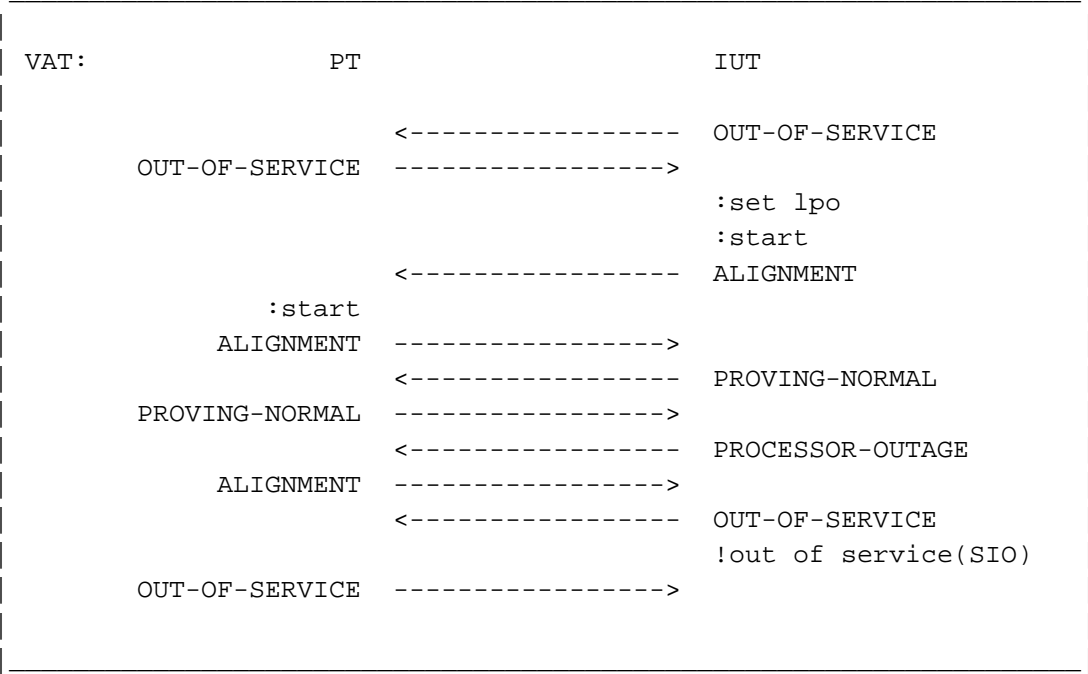 VAT: PT IUT
<----------------- OUT-OF-SERVICE
OUT-OF-SERVICE ----------------->
:set lpo
:start
<----------------- ALIGNMENT
:start
ALIGNMENT ----------------->
<----------------- PROVING-NORMAL
PROVING-NORMAL ----------------->
<----------------- PROCESSOR-OUTAGE
ALIGNMENT ----------------->
<----------------- OUT-OF-SERVICE
!out of service(SIO)
OUT-OF-SERVICE ----------------->